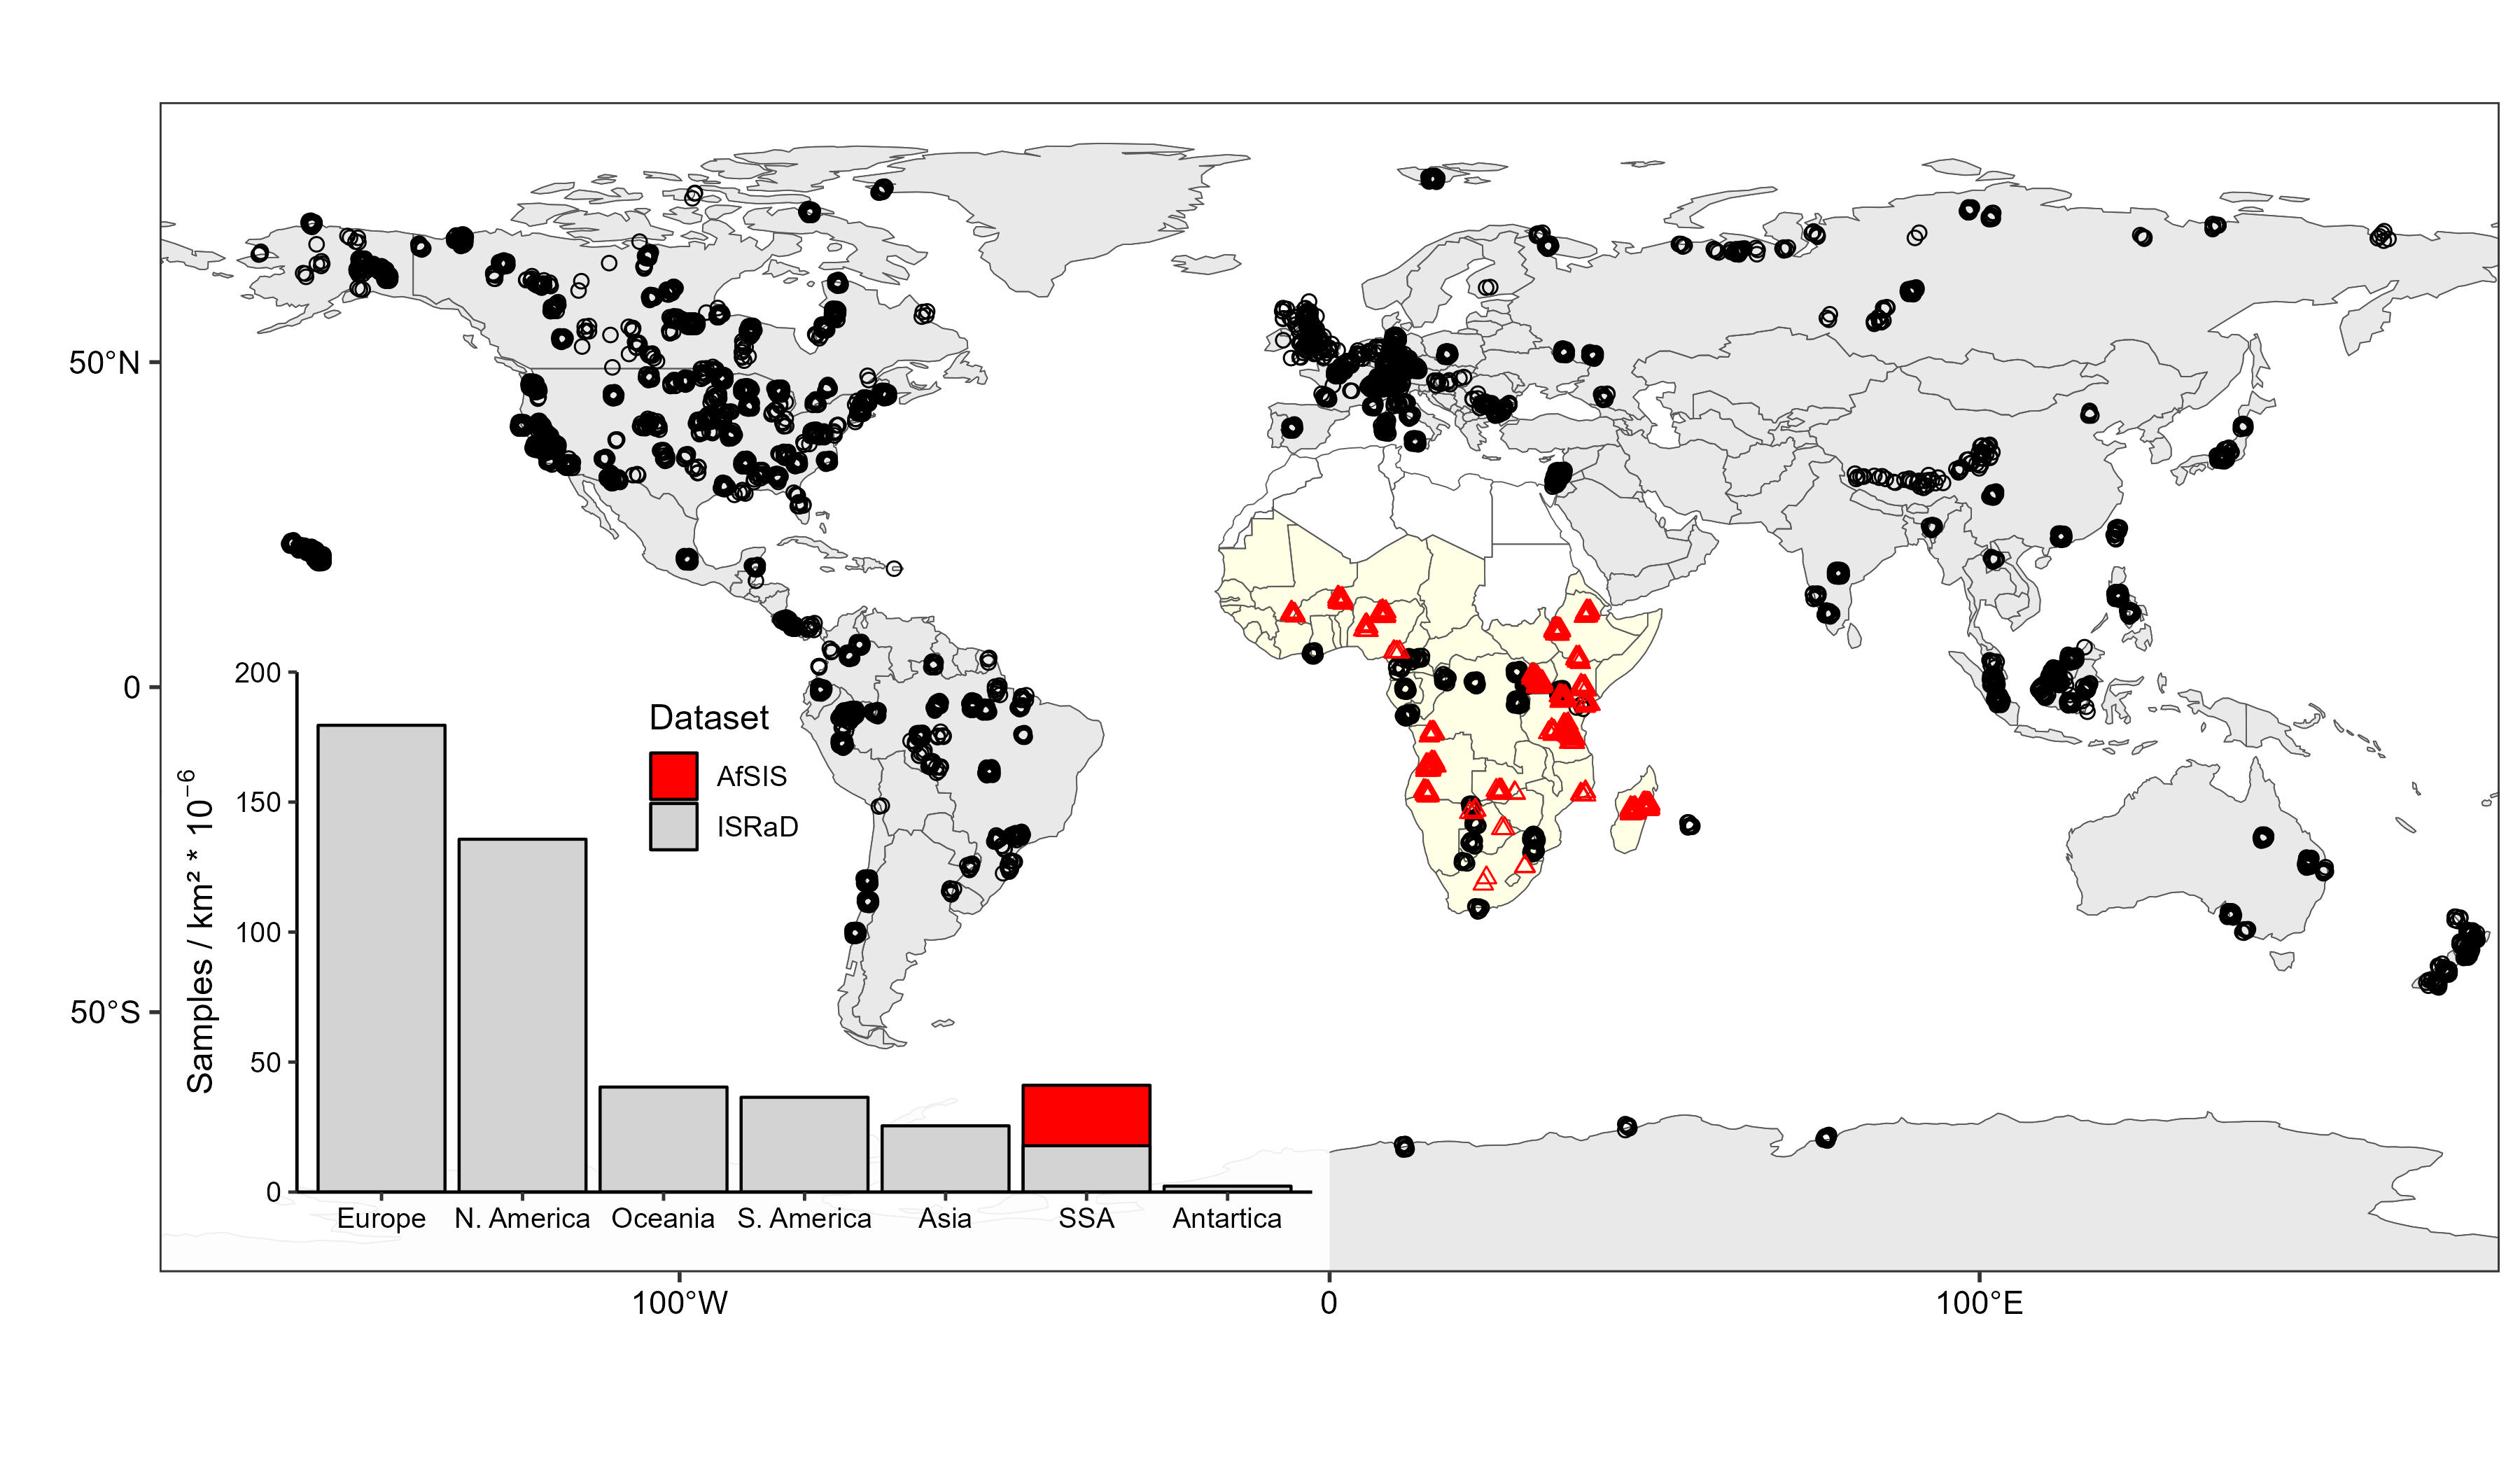 50°N
0
50°S
200
150
100
50
0
Samples / km² * 10⁻⁶
Dataset
AfSIS
ISRaD
Europe N. America Oceania S. America Asia SSA Antartica
100°W 0 100°E